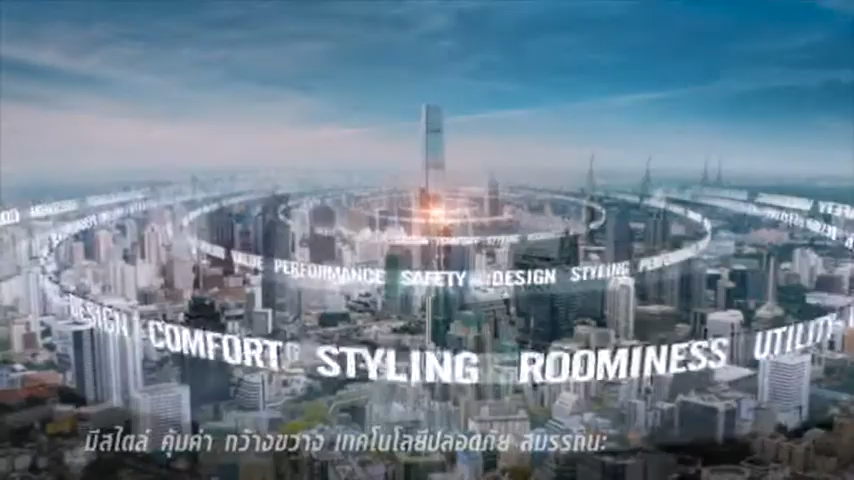 VALUE PERFORMANCE SAFETY DESIGN STYLING
DESIGN COMFORT STYLING ROOMINESS UTILITY
มีสไตล์ คุ้มค่า กว้างขวาง เทคโนโลยีปลอดภัย สมรรถนะ